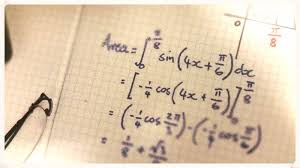 0
π/8
Area = ∫₀^(π/8) sin(4x + π/6) dx
= [-1/4 cos(4x + π/6)]₀^(π/8)
= (-1/4 cos 2π/3) - (-1/4 cos π/6)
= 1/8 + √3/8